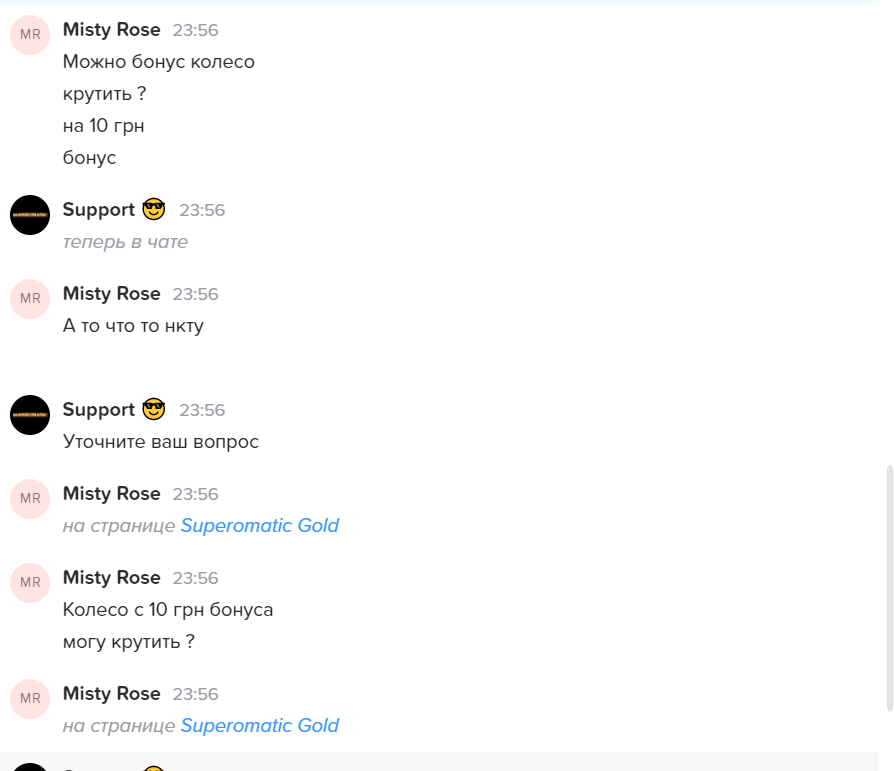 MR Misty Rose 23:56
Можно бонус колесо
крутить ?
на 10 грн
бонус
Support 23:56
теперь в чате
MR Misty Rose 23:56
А то что то нкту
Support 23:56
Уточните ваш вопрос
MR Misty Rose 23:56
на странице Superomatic Gold
MR Misty Rose 23:56
Колесо с 10 грн бонуса
могу крутить ?
MR Misty Rose 23:56
на странице Superomatic Gold